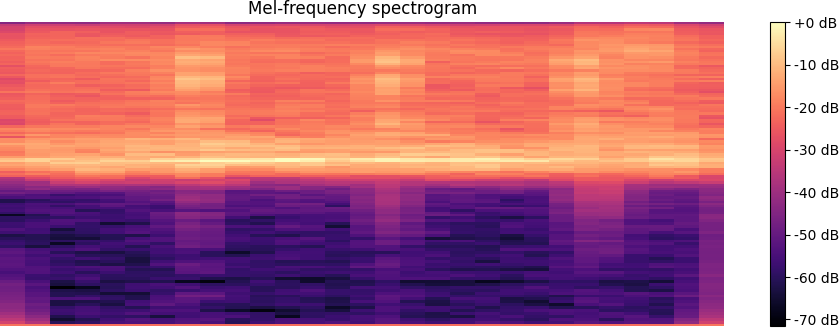 Mel-frequency spectrogram
+0 dB
-10 dB
-20 dB
-30 dB
-40 dB
-50 dB
-60 dB
-70 dB